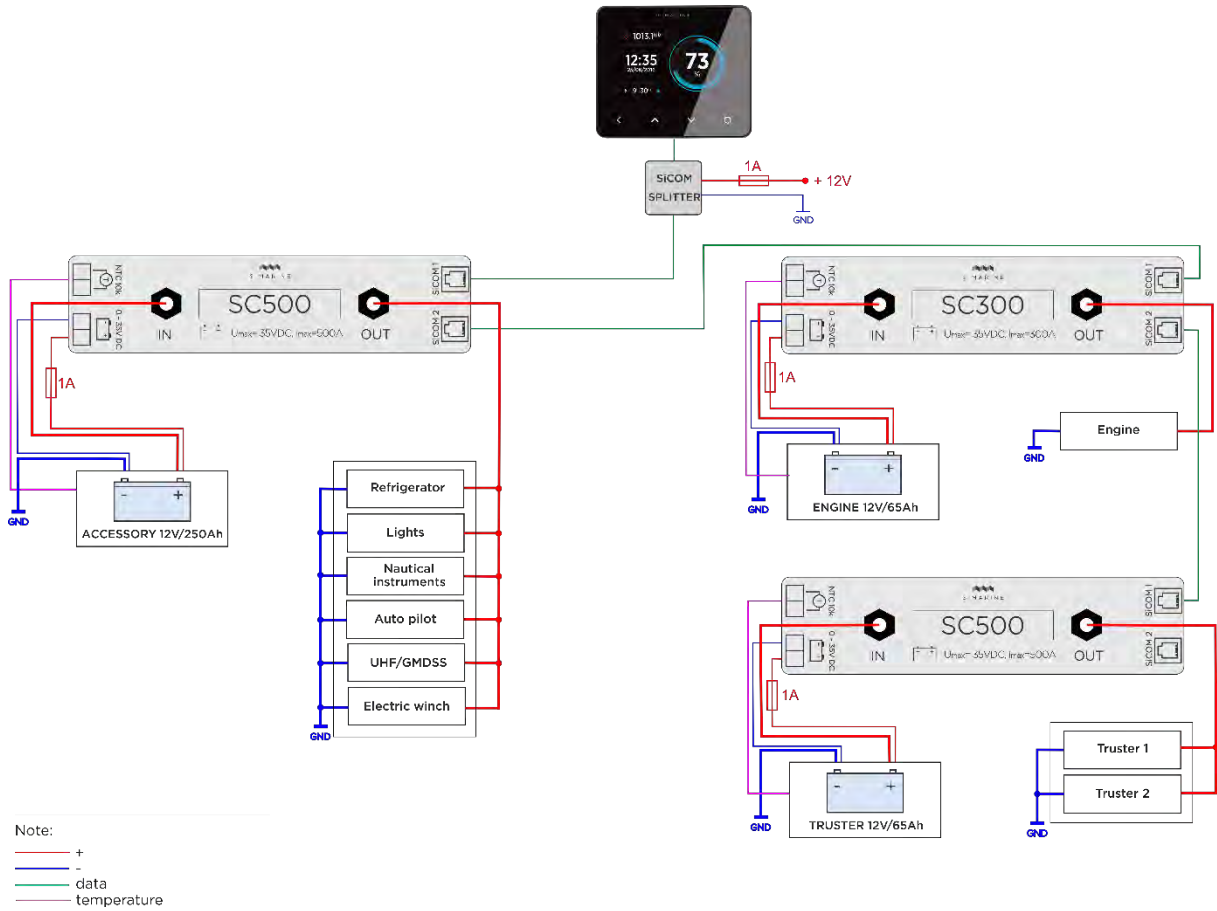 1013.1
12:35
73
%
SiCOM
SPLITTER
1A
+ 12V
GND
NTC 10k
0 - 35V DC
SIMARINE
SC500
Umax= 35VDC, Imax=500A
IN
OUT
SiCOM 1
SiCOM 2
1A
- +
GND
ACCESSORY 12V/250Ah
Refrigerator
Lights
Nautical
instruments
Auto pilot
UHF/GMDSS
Electric winch
GND
NTC 10k
0 - 35VDC
SIMARINE
SC300
Umax= 35VDC, Imax=300A
IN
OUT
SiCOM 1
SiCOM 2
1A
- +
GND
ENGINE 12V/65Ah
Engine
GND
NTC 10k
0 - 35V DC
SIMARINE
SC500
Umax= 35VDC, Imax=500A
IN
OUT
SiCOM 1
SiCOM 2
1A
- +
GND
TRUSTER 12V/65Ah
Truster 1
Truster 2
GND
Note:
+
-
data
temperature